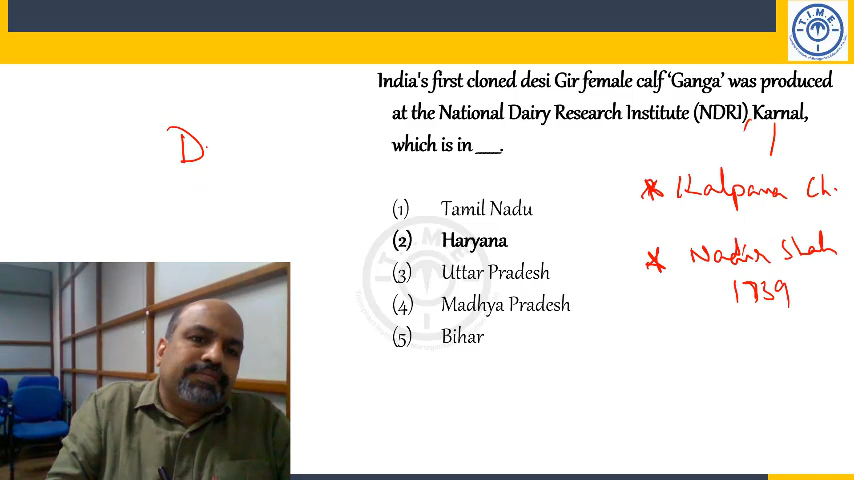 T.I.M.E.
India's first cloned desi Gir female calf ‘Ganga’ was produced
at the National Dairy Research Institute (NDRI) Karnal,
which is in ___.
D
* Kalpana Ch.
(1) Tamil Nadu
(2) Haryana
* Nadir Shah
(3) Uttar Pradesh
1739
(4) Madhya Pradesh
(5) Bihar